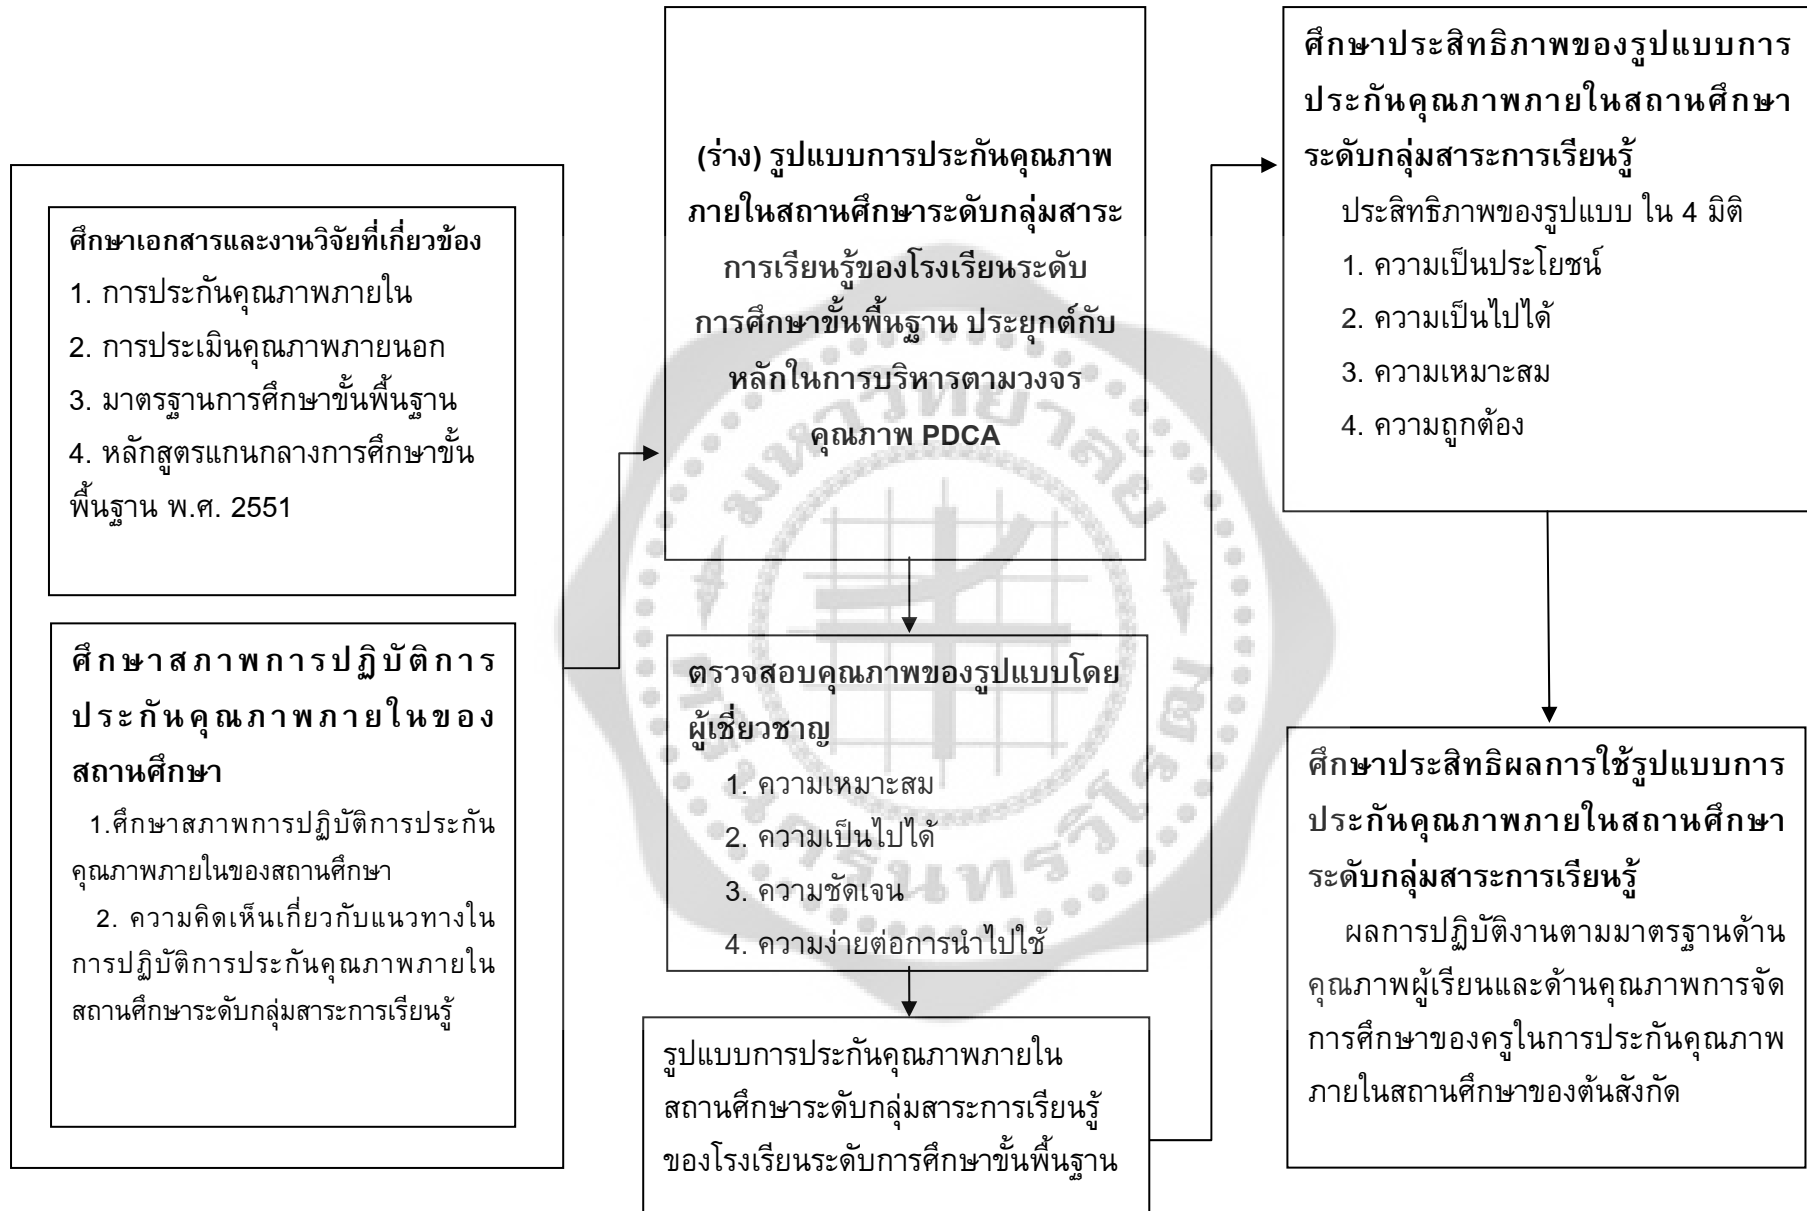 ศึกษาเอกสารและงานวิจัยที่เกี่ยวข้อง
1. การประกันคุณภาพภายใน
2. การประเมินคุณภาพภายนอก
3. มาตรฐานการศึกษาขั้นพื้นฐาน
4. หลักสูตรแกนกลางการศึกษาขั้น
พื้นฐาน พ.ศ. 2551
ศึกษาสภาพการปฏิบัติการ
ประกันคุณภาพภายในของ
สถานศึกษา
1.ศึกษาสภาพการปฏิบัติการประกัน
คุณภาพภายในของสถานศึกษา
2. ความคิดเห็นเกี่ยวกับแนวทางใน
การปฏิบัติการประกันคุณภาพภายใน
สถานศึกษาระดับกลุ่มสาระการเรียนรู้
(ร่าง) รูปแบบการประกันคุณภาพ
ภายในสถานศึกษาระดับกลุ่มสาระ
การเรียนรู้ของโรงเรียนระดับ
การศึกษาขั้นพื้นฐาน ประยุกต์กับ
หลักในการบริหารตามวงจร
คุณภาพ PDCA
ตรวจสอบคุณภาพของรูปแบบโดย
ผู้เชี่ยวชาญ
1. ความเหมาะสม
2. ความเป็นไปได้
3. ความชัดเจน
4. ความง่ายต่อการนำไปใช้
รูปแบบการประกันคุณภาพภายใน
สถานศึกษาระดับกลุ่มสาระการเรียนรู้
ของโรงเรียนระดับการศึกษาขั้นพื้นฐาน
ศึกษาประสิทธิภาพของรูปแบบการ
ประกันคุณภาพภายในสถานศึกษา
ระดับกลุ่มสาระการเรียนรู้
ประสิทธิภาพของรูปแบบ ใน 4 มิติ
1. ความเป็นประโยชน์
2. ความเป็นไปได้
3. ความเหมาะสม
4. ความถูกต้อง
ศึกษาประสิทธิผลการใช้รูปแบบการ
ประกันคุณภาพภายในสถานศึกษา
ระดับกลุ่มสาระการเรียนรู้
ผลการปฏิบัติงานตามมาตรฐานด้าน
คุณภาพผู้เรียนและด้านคุณภาพการจัด
การศึกษาของครูในการประกันคุณภาพ
ภายในสถานศึกษาของต้นสังกัด
มหาวิทยาลัย
ศรีนครินทรวิโรฒ